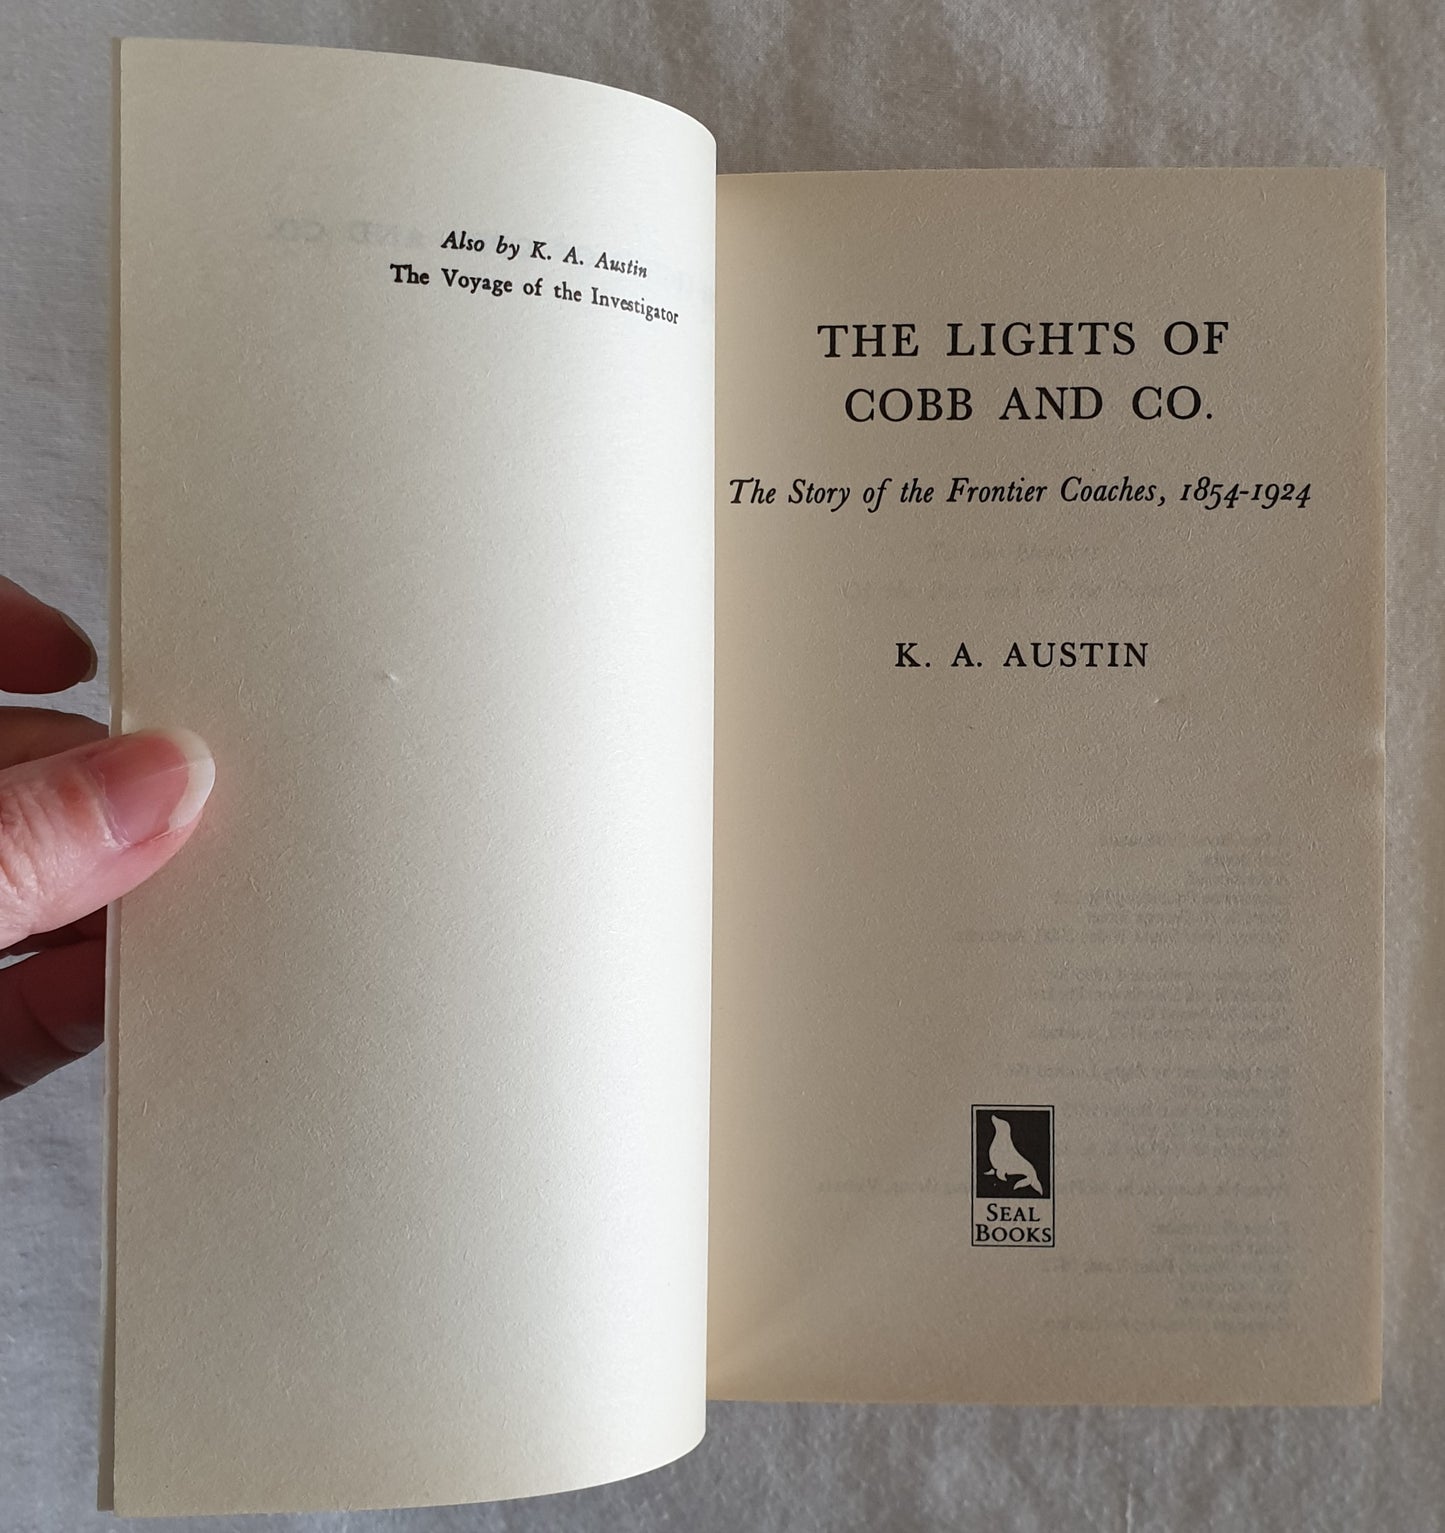 Also by K. A. Austin
The Voyage of the Investigator
THE LIGHTS OF
COBB AND CO.
The Story of the Frontier Coaches, 1854-1924
K. A. AUSTIN
SEAL
BOOKS